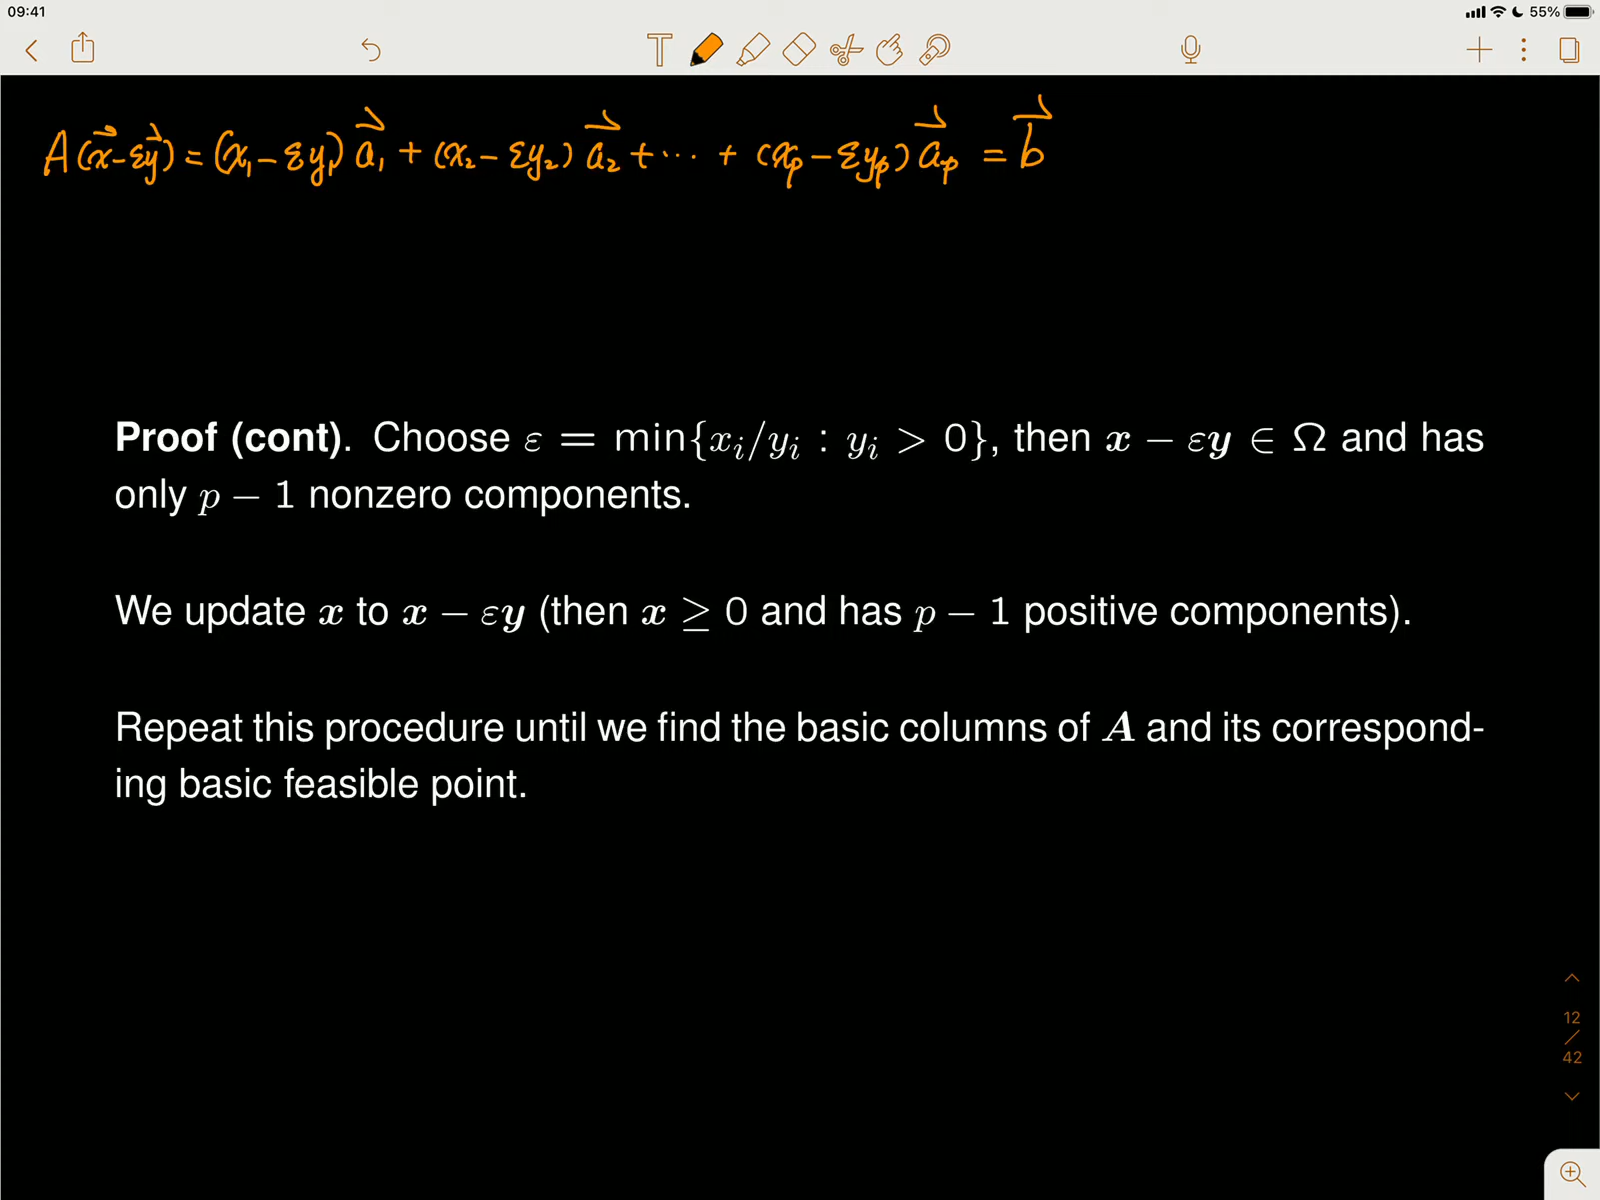 09:41
55%
T
A(x⃗-εy⃗) = (x₁-εy₁) a⃗₁ + (x₂-εy₂) a⃗₂ + ⋯ + (xₚ-εyₚ) a⃗ₚ = b⃗
Proof (cont). Choose ε = min{xᵢ/yᵢ : yᵢ > 0}, then x − εy ∈ Ω and has
only p − 1 nonzero components.
We update x to x − εy (then x ≥ 0 and has p − 1 positive components).
Repeat this procedure until we find the basic columns of A and its correspond-
ing basic feasible point.
12
/
42